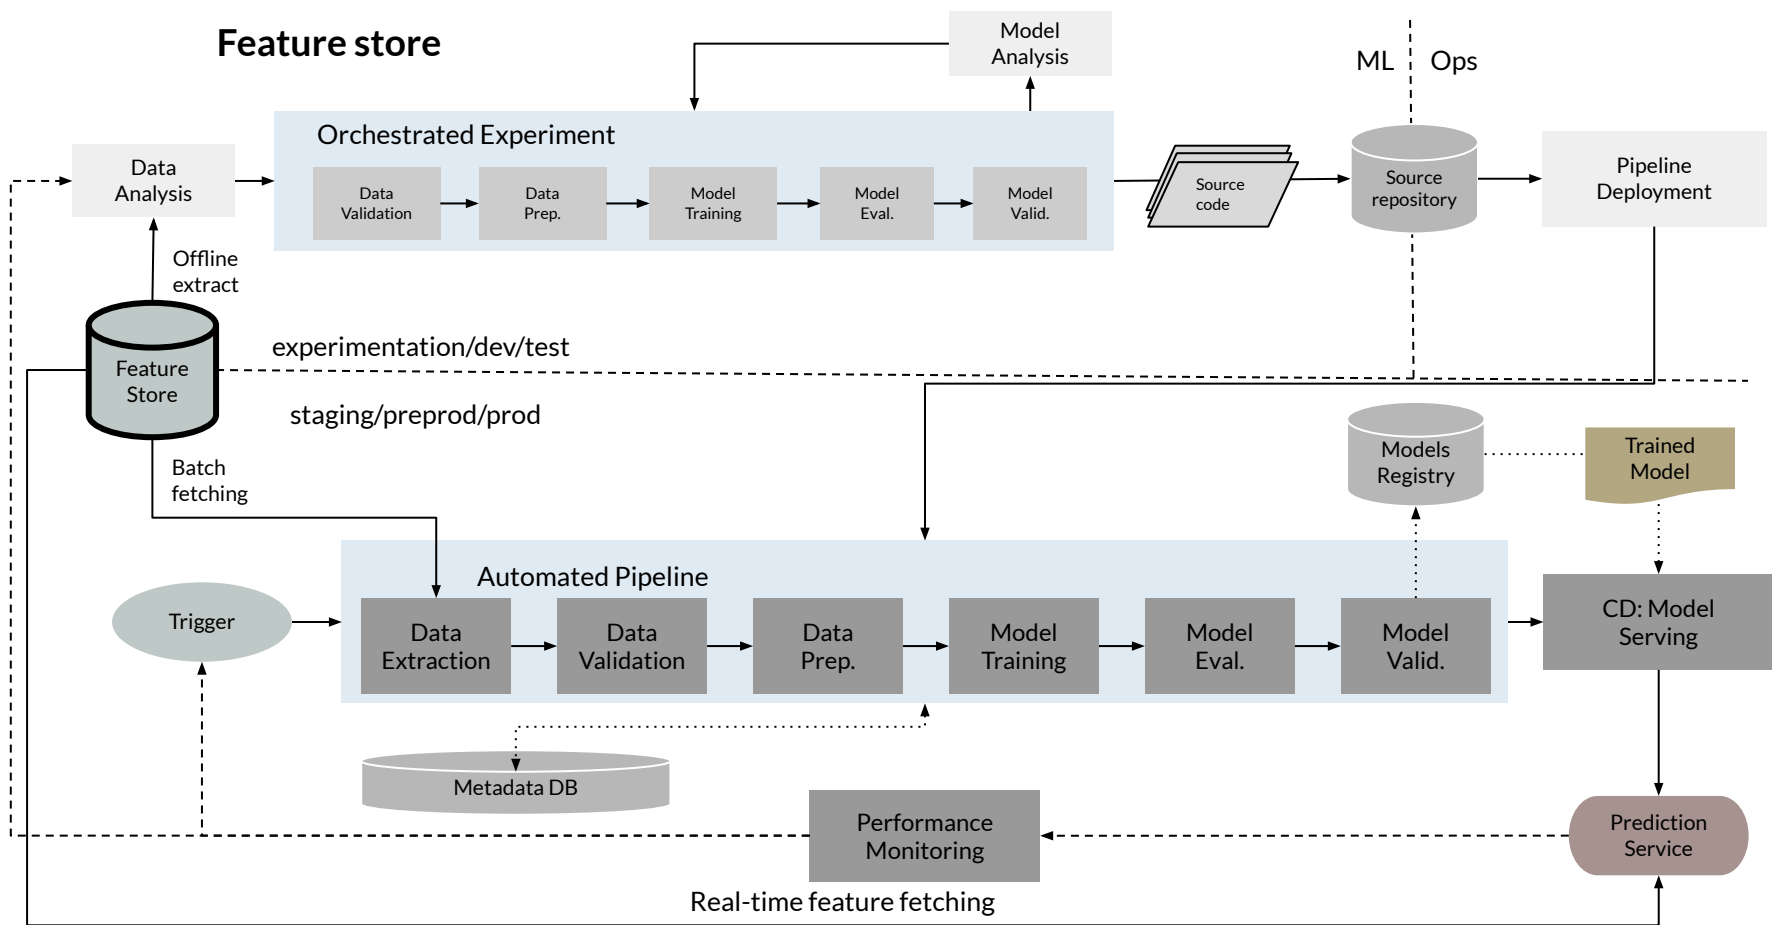 Feature store
Model
Analysis
ML
Ops
Orchestrated Experiment
Data
Analysis
Data
Validation
Data
Prep.
Model
Training
Model
Eval.
Model
Valid.
Source
code
Source
repository
Pipeline
Deployment
Offline
extract
Feature
Store
experimentation/dev/test
staging/preprod/prod
Batch
fetching
Models
Registry
Trained
Model
Automated Pipeline
Trigger
Data
Extraction
Data
Validation
Data
Prep.
Model
Training
Model
Eval.
Model
Valid.
CD: Model
Serving
Metadata DB
Performance
Monitoring
Prediction
Service
Real-time feature fetching